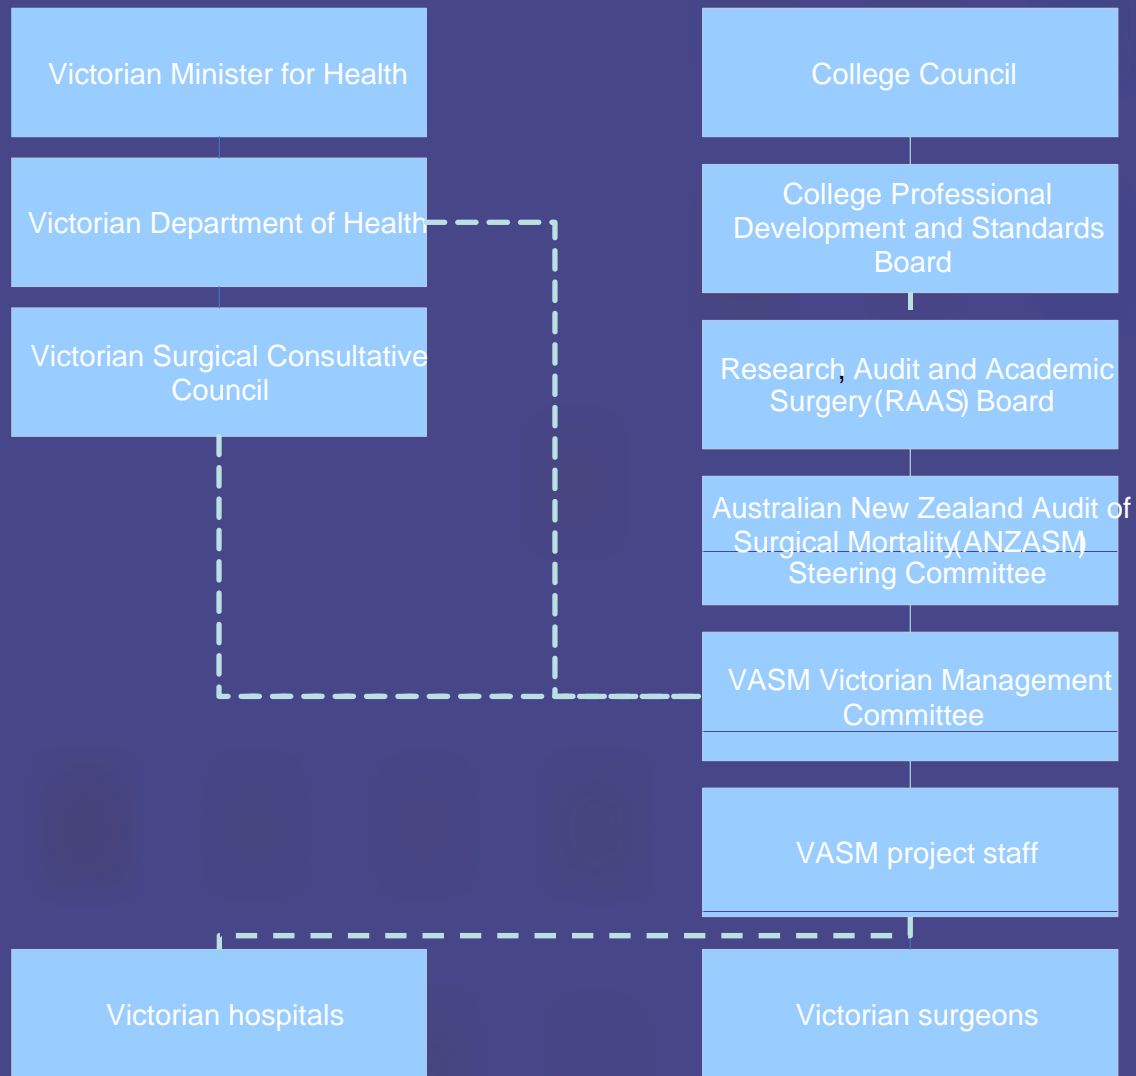 Victorian Minister for Health
Victorian Department of Health
Victorian Surgical Consultative
Council
College Council
College Professional
Development and Standards
Board
Research, Audit and Academic
Surgery (RAAS) Board
Australian New Zealand Audit of
Surgical Mortality(ANZASM)
Steering Committee
VASM Victorian Management
Committee
VASM project staff
Victorian hospitals
Victorian surgeons